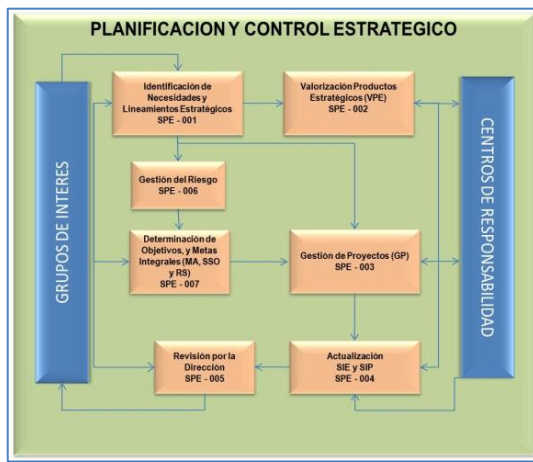 PLANIFICACION Y CONTROL ESTRATEGICO
GRUPOS DE INTERES
Identificación de
Necesidades y
Lineamientos Estratégicos
SPE - 001
Valorización Productos
Estratégicos (VPE)
SPE - 002
Gestión del Riesgo
SPE - 006
Determinación de
Objetivos, y Metas
Integrales (MA, SSO
y RS)
SPE - 007
Gestión de Proyectos (GP)
SPE - 003
Revisión por la
Dirección
SPE - 005
Actualización
SIE y SIP
SPE - 004
CENTROS DE RESPONSABILIDAD